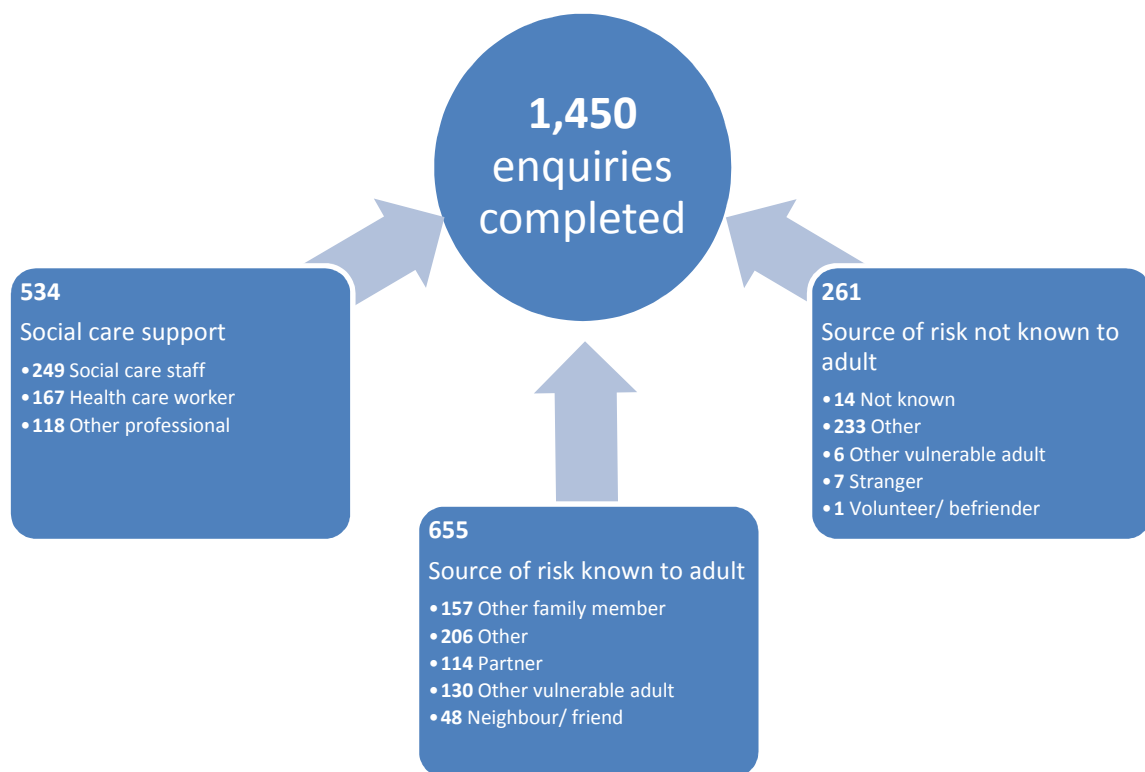 1,450
enquiries
completed
534
Social care support
•249 Social care staff
•167 Health care worker
•118 Other professional
655
Source of risk known to adult
•157 Other family member
•206 Other
•114 Partner
•130 Other vulnerable adult
•48 Neighbour/ friend
261
Source of risk not known to
adult
•14 Not known
•233 Other
•6 Other vulnerable adult
•7 Stranger
•1 Volunteer/ befriender